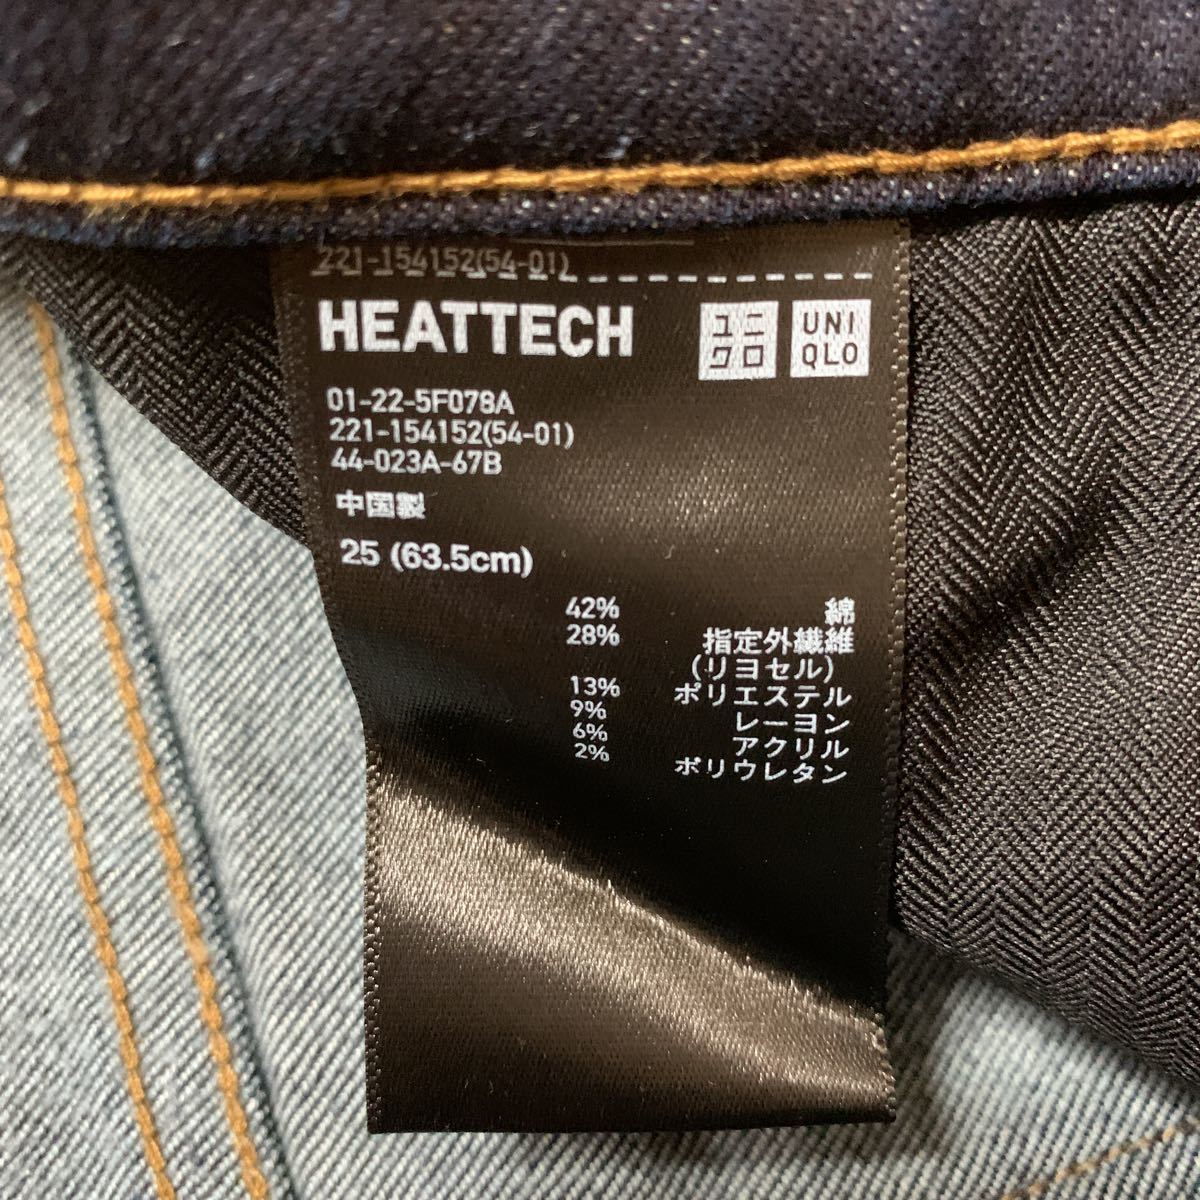 221-154152(54-01)
HEATTECH
ユニ
クロ
UNI
QLO
01-22-5F078A
221-154152(54-01)
44-023A-67B
中国製
25 (63.5cm)
42% 綿
28% 指定外繊維
(リヨセル)
13% ポリエステル
9% レーヨン
6% アクリル
2% ポリウレタン